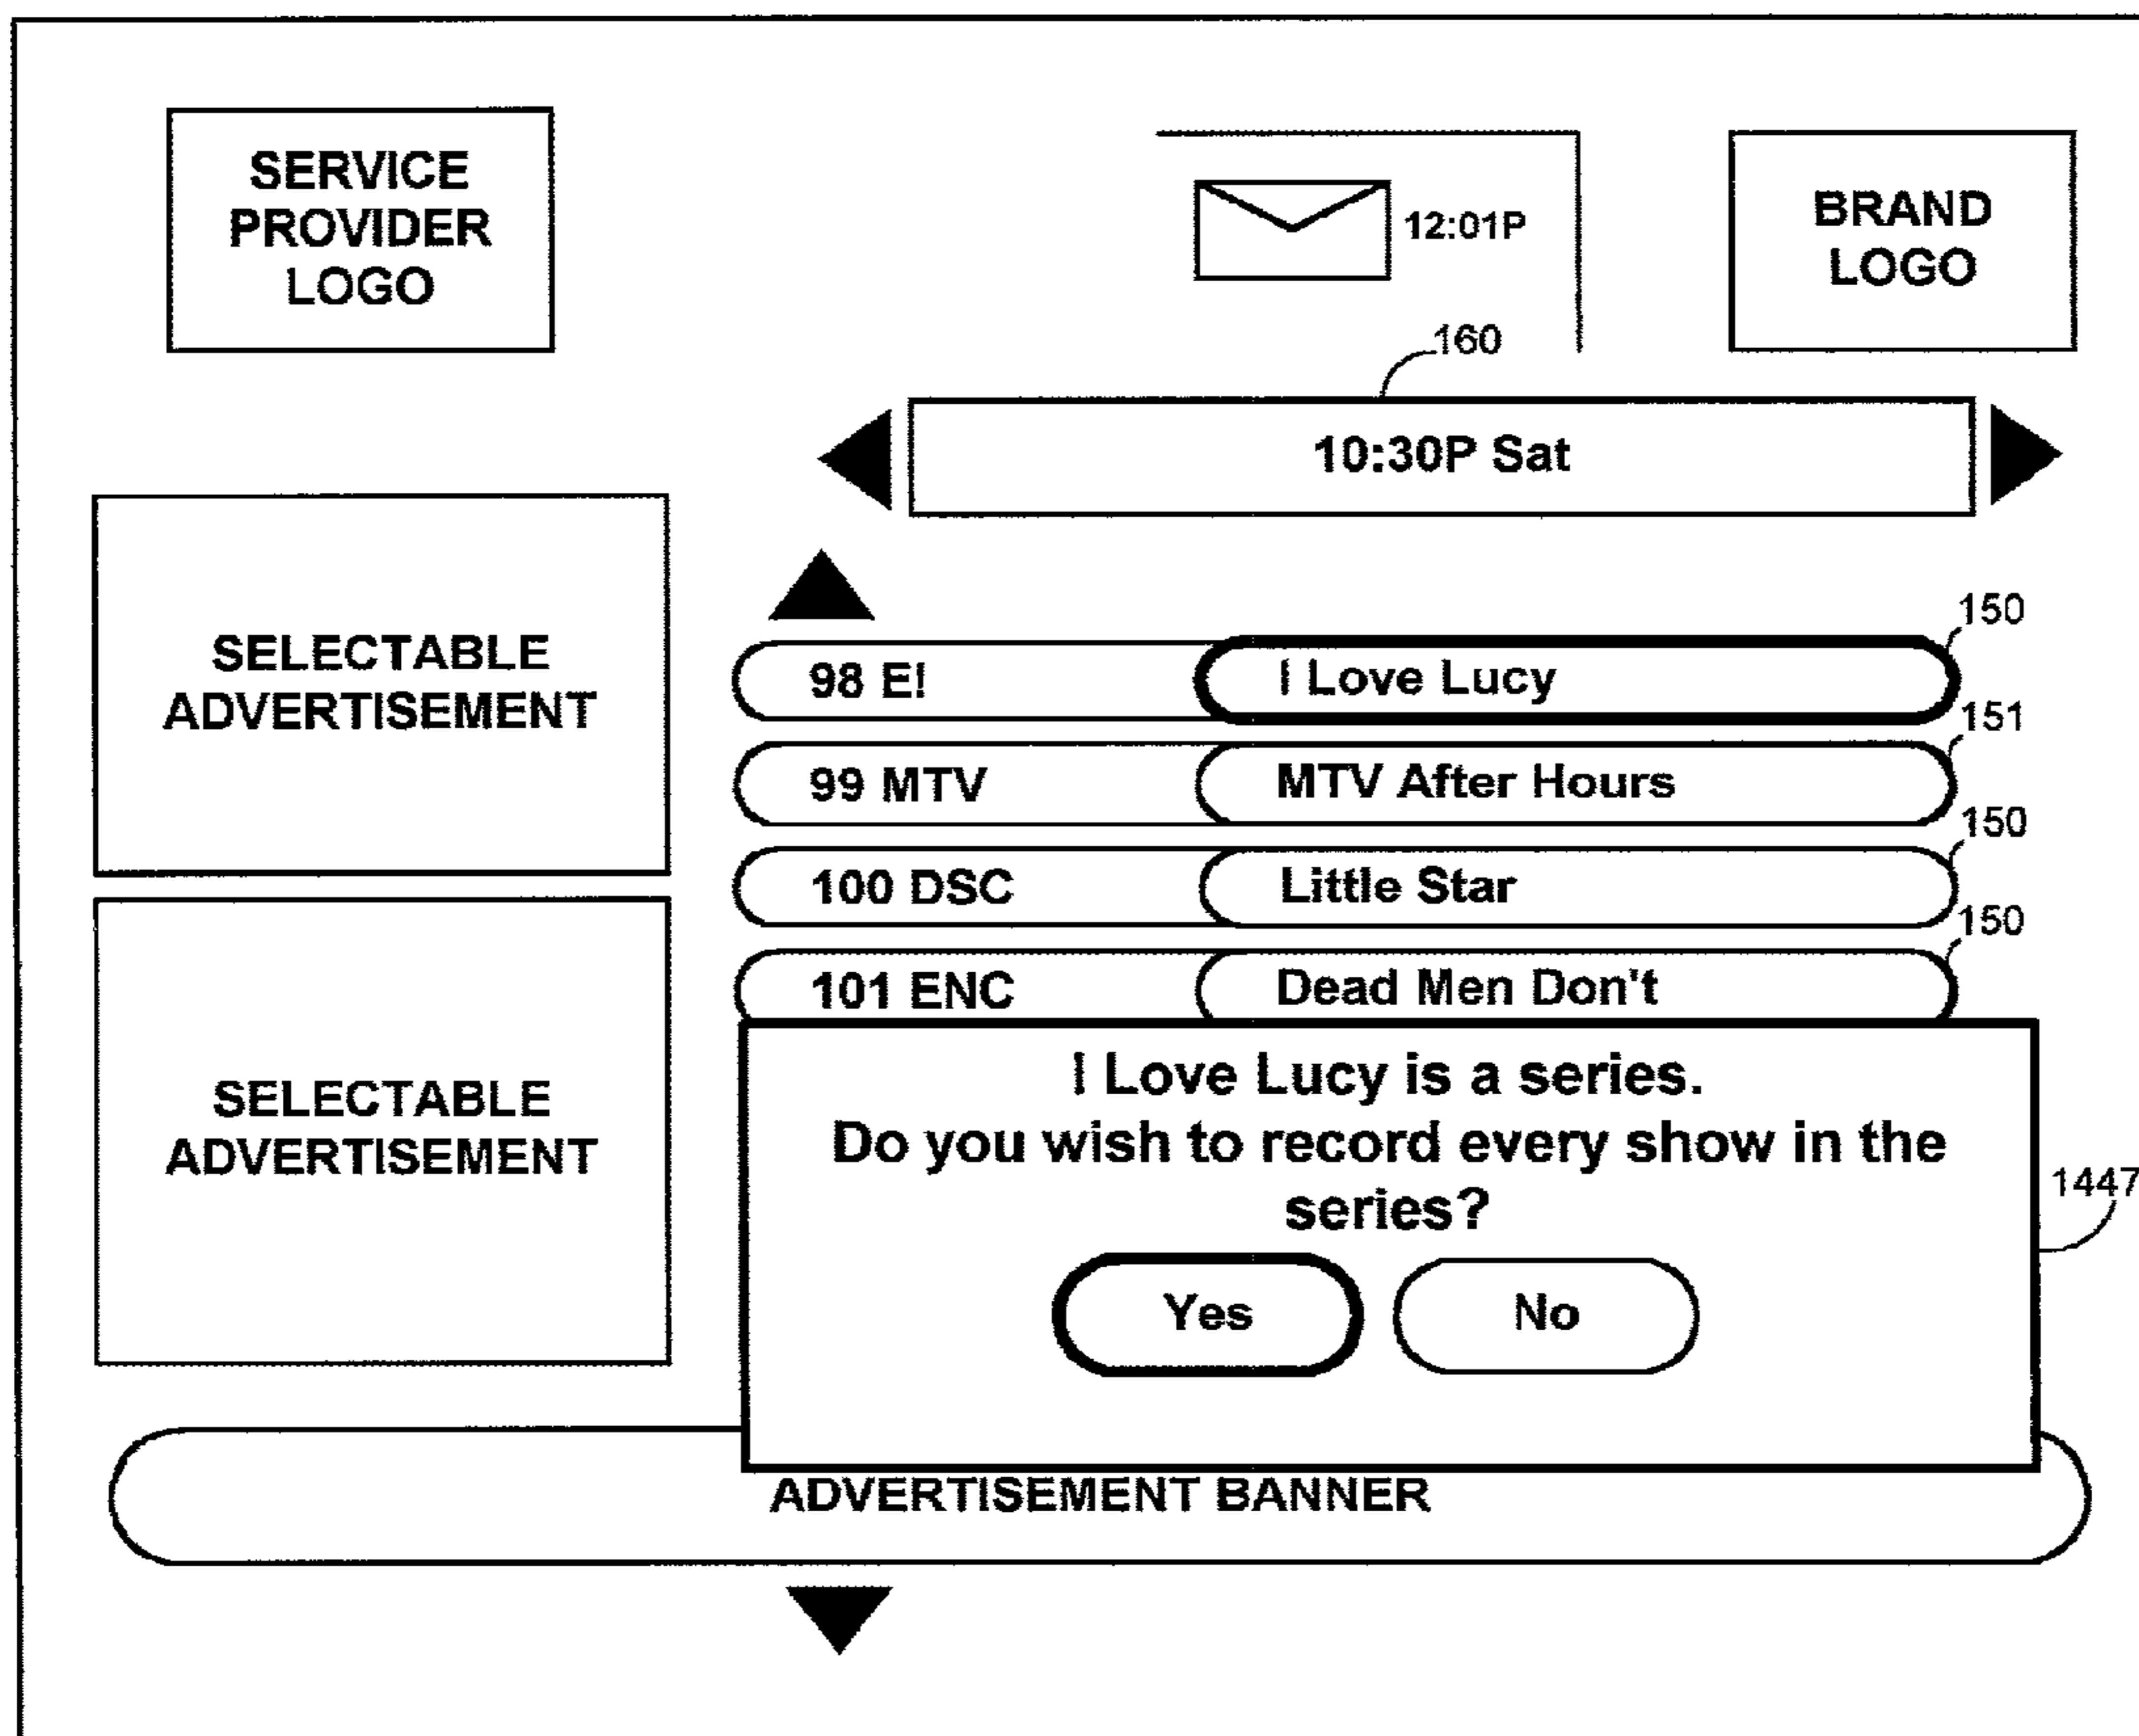 SERVICE
PROVIDER
LOGO
12:01P
BRAND
LOGO
160
10:30P Sat
SELECTABLE
ADVERTISEMENT
150
98 E! I Love Lucy
151
99 MTV MTV After Hours
150
100 DSC Little Star
150
101 ENC Dead Men Don't
SELECTABLE
ADVERTISEMENT
I Love Lucy is a series.
Do you wish to record every show in the
series?
1447
Yes No
ADVERTISEMENT BANNER